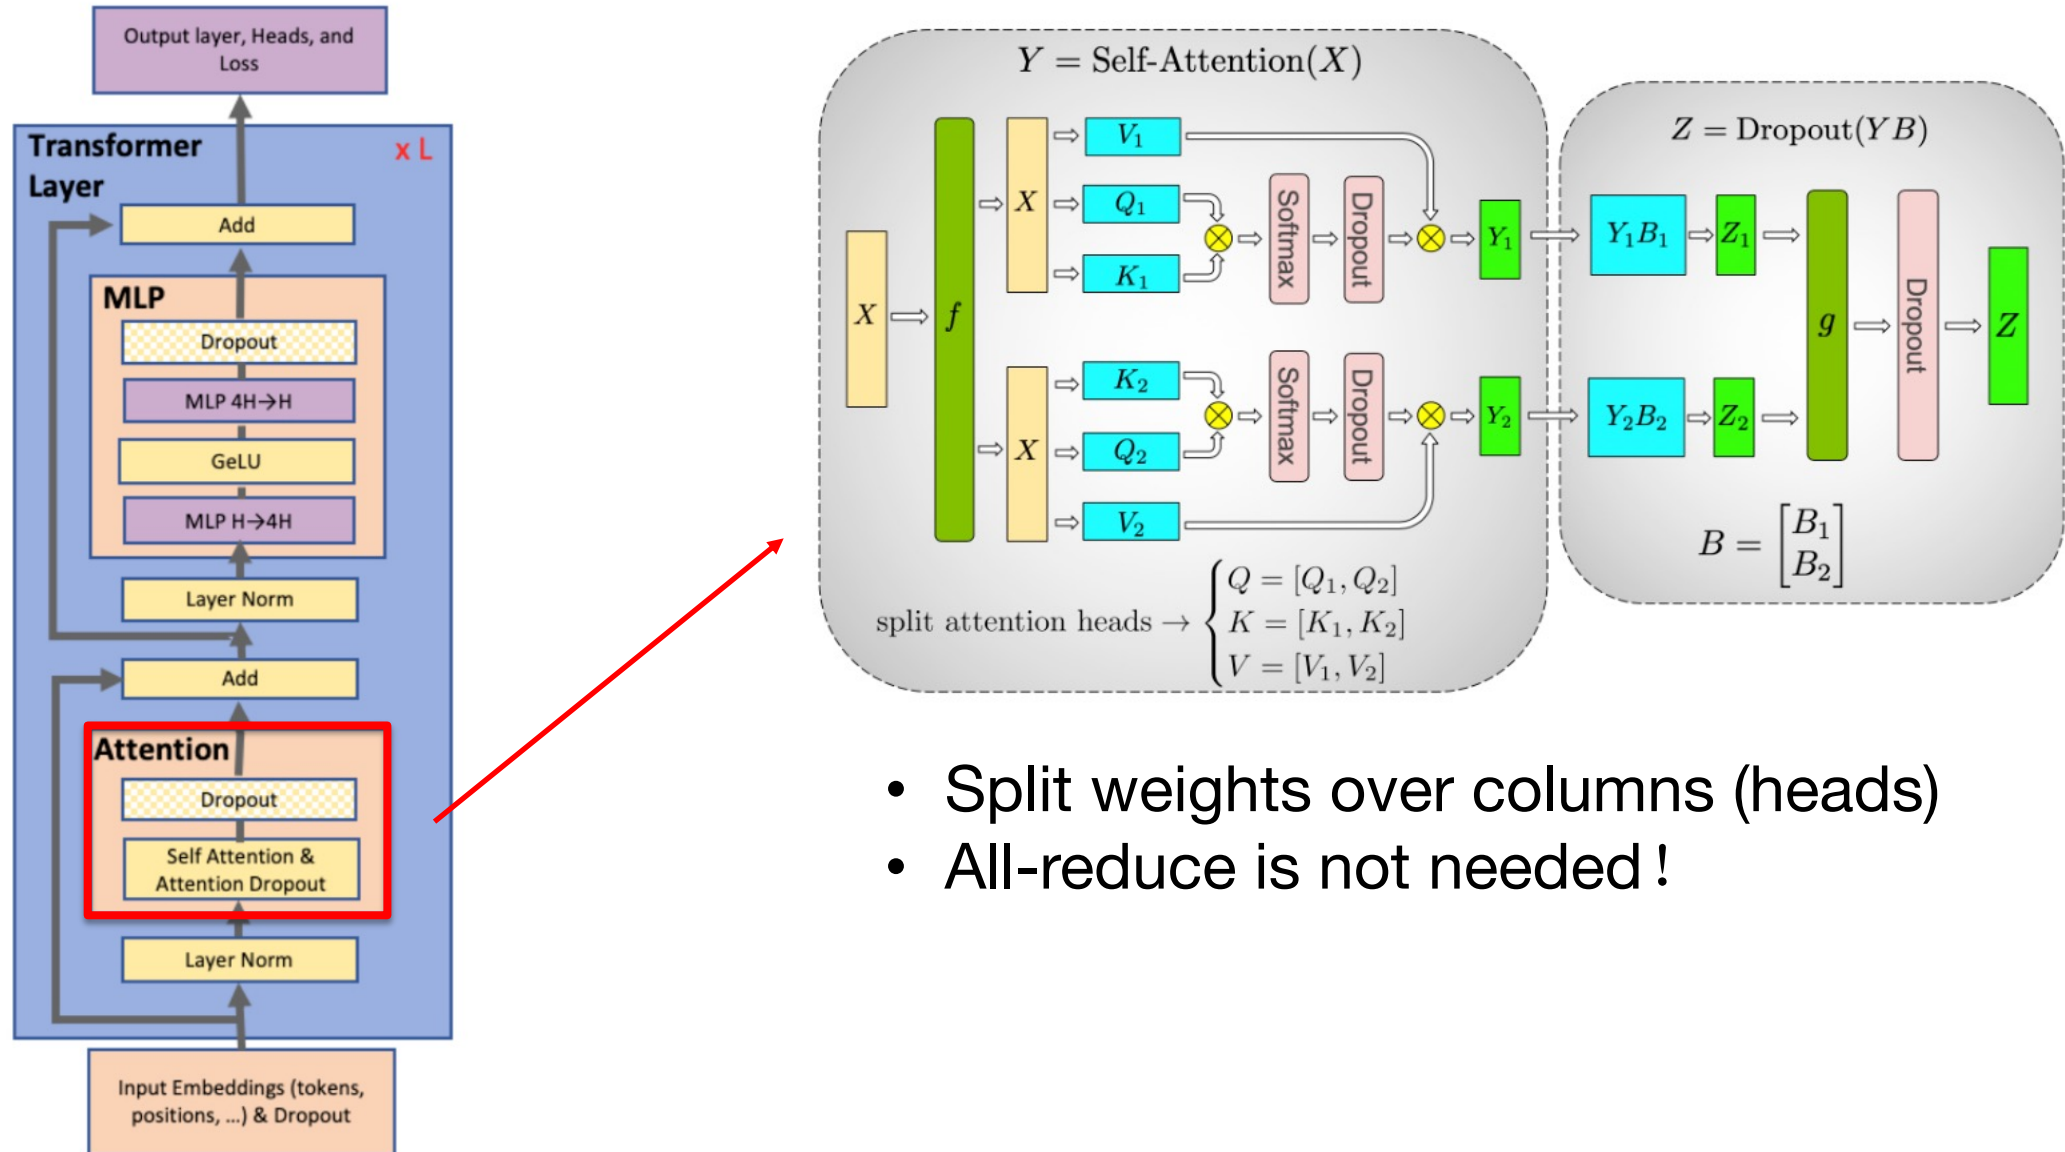 Output layer, Heads, and
Loss
Transformer
Layer
x L
Add
MLP
Dropout
MLP 4H→H
GeLU
MLP H→4H
Layer Norm
Add
Attention
Dropout
Self Attention &
Attention Dropout
Layer Norm
Input Embeddings (tokens,
positions, ...) & Dropout
Y = Self-Attention(X)
X
f
X
V₁
Q₁
K₁
Softmax
Dropout
Y₁
X
K₂
Q₂
V₂
Softmax
Dropout
Y₂
split attention heads →
Q = [Q₁, Q₂]
K = [K₁, K₂]
V = [V₁, V₂]
Z = Dropout(YB)
Y₁B₁
Z₁
Y₂B₂
Z₂
g
Dropout
Z
B = [B₁
B₂]
• Split weights over columns (heads)
• All-reduce is not needed！